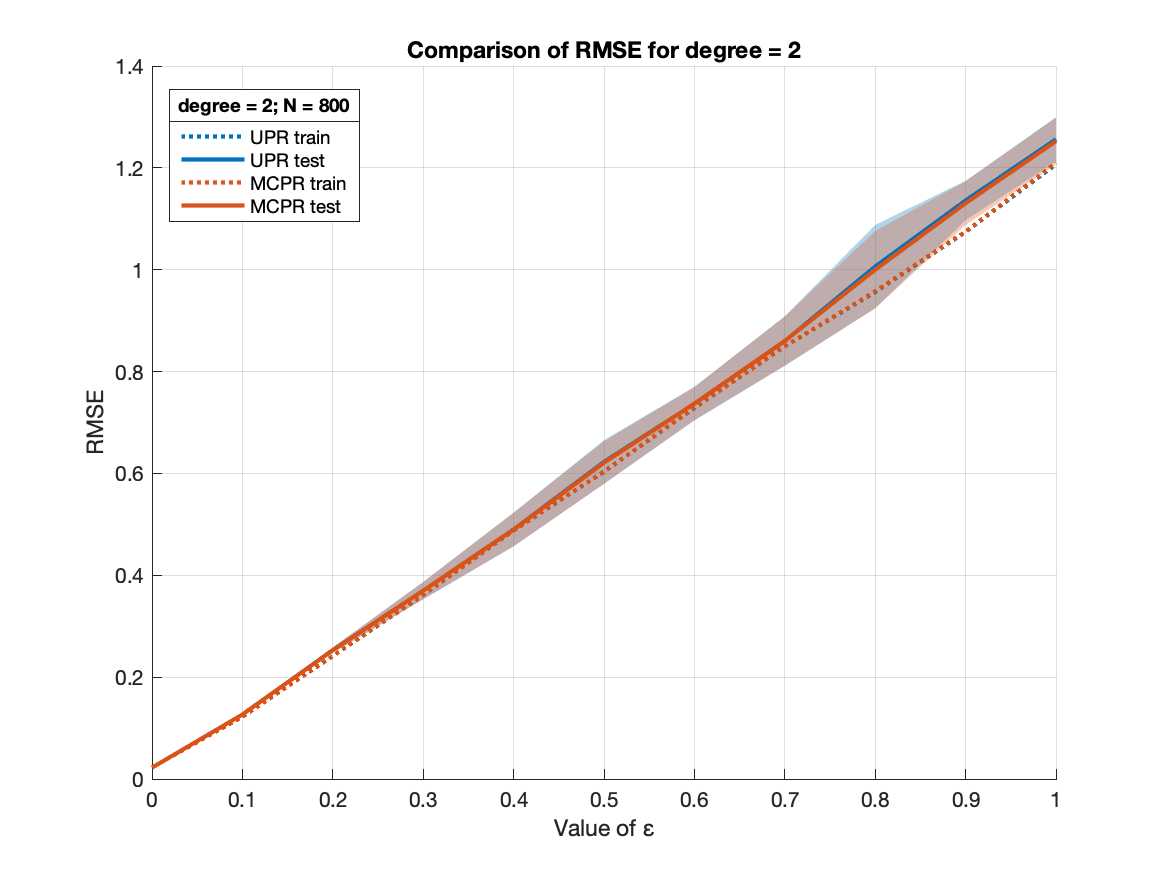 Comparison of RMSE for degree = 2
1.4
1.2
1
0.8
0.6
0.4
0.2
0
RMSE
degree = 2; N = 800
UPR train
UPR test
MCPR train
MCPR test
0 0.1 0.2 0.3 0.4 0.5 0.6 0.7 0.8 0.9 1
Value of ε